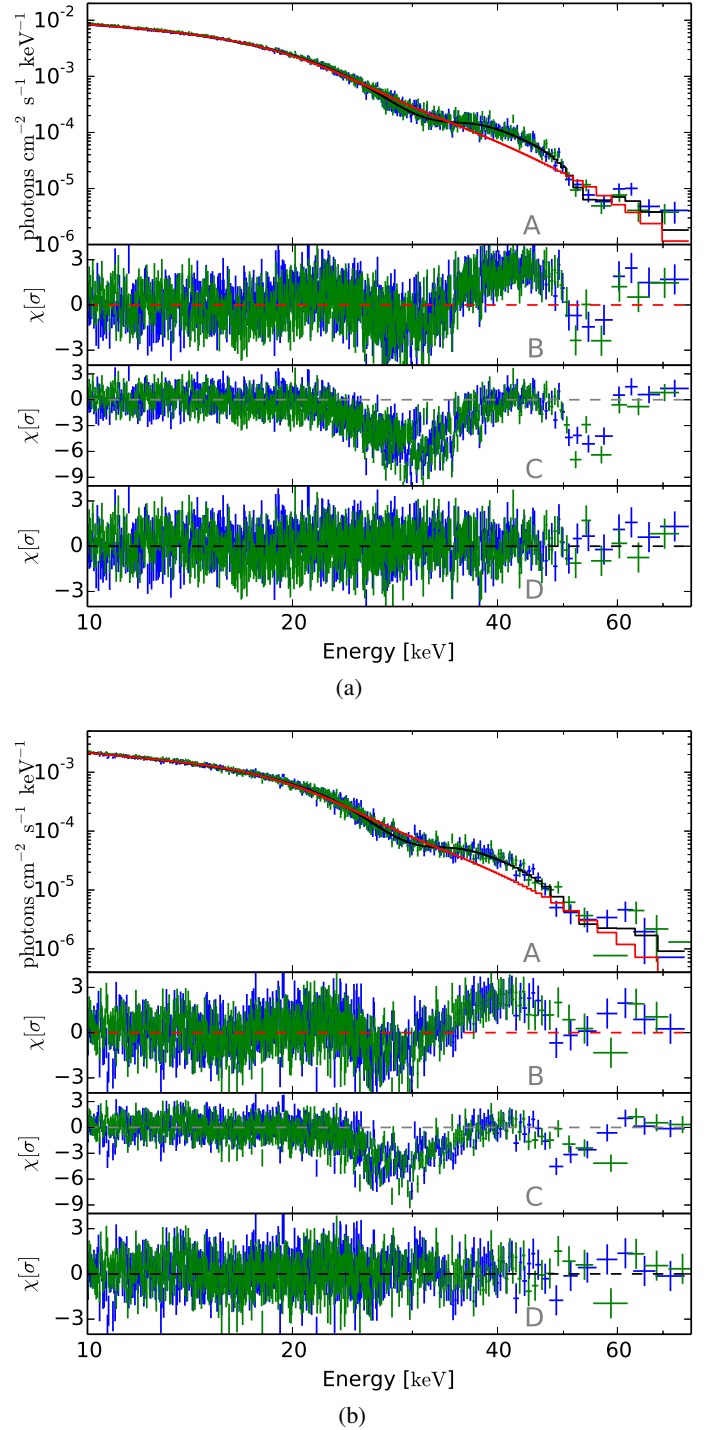 10⁻²
10⁻³
10⁻⁴
10⁻⁵
10⁻⁶
photons cm⁻² s⁻¹ keV⁻¹
A
3
0
−3
χ[σ]
B
3
0
−3
−6
−9
χ[σ]
C
3
0
−3
χ[σ]
D
10 20 40 60
Energy [keV]
(a)
10⁻³
10⁻⁴
10⁻⁵
10⁻⁶
photons cm⁻² s⁻¹ keV⁻¹
A
3
0
−3
χ[σ]
B
3
0
−3
−6
−9
χ[σ]
C
3
0
−3
χ[σ]
D
10 20 40 60
Energy [keV]
(b)